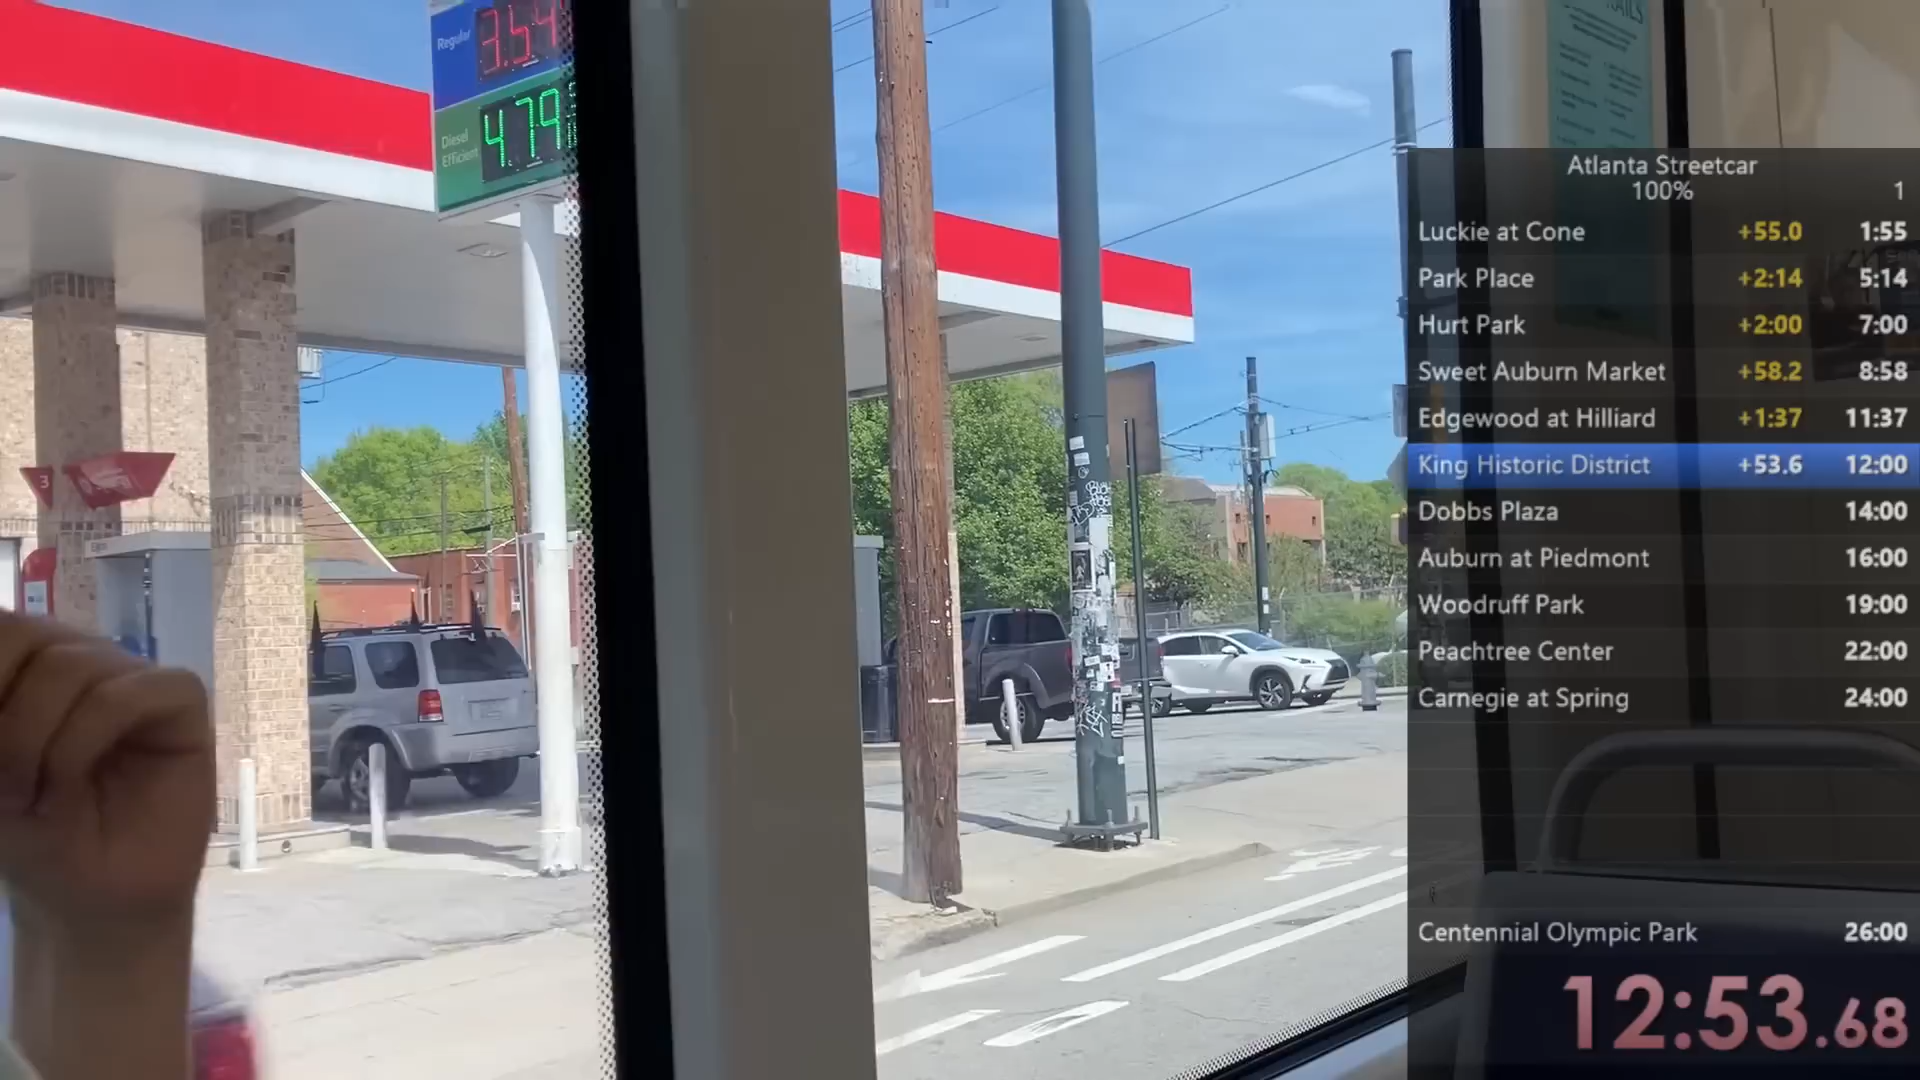 Regular
3.54
Diesel
Efficient
4.79
3
Atlanta Streetcar
100% 1
Luckie at Cone +55.0 1:55
Park Place +2:14 5:14
Hurt Park +2:00 7:00
Sweet Auburn Market +58.2 8:58
Edgewood at Hilliard +1:37 11:37
King Historic District +53.6 12:00
Dobbs Plaza 14:00
Auburn at Piedmont 16:00
Woodruff Park 19:00
Peachtree Center 22:00
Carnegie at Spring 24:00
Centennial Olympic Park 26:00
12:53.68